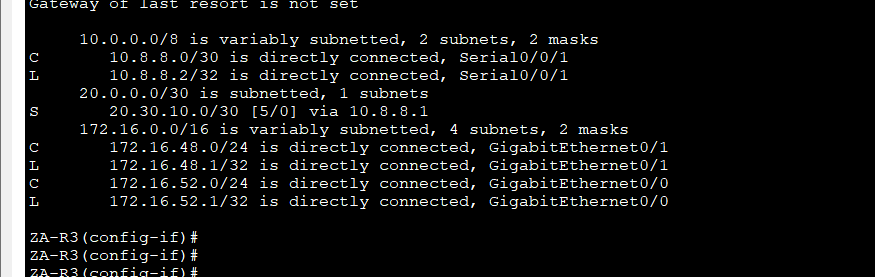 Gateway of last resort is not set
10.0.0.0/8 is variably subnetted, 2 subnets, 2 masks
C 10.8.8.0/30 is directly connected, Serial0/0/1
L 10.8.8.2/32 is directly connected, Serial0/0/1
20.0.0.0/30 is subnetted, 1 subnets
S 20.30.10.0/30 [5/0] via 10.8.8.1
172.16.0.0/16 is variably subnetted, 4 subnets, 2 masks
C 172.16.48.0/24 is directly connected, GigabitEthernet0/1
L 172.16.48.1/32 is directly connected, GigabitEthernet0/1
C 172.16.52.0/24 is directly connected, GigabitEthernet0/0
L 172.16.52.1/32 is directly connected, GigabitEthernet0/0
ZA-R3(config-if)#
ZA-R3(config-if)#
ZA-R3(config-if)#